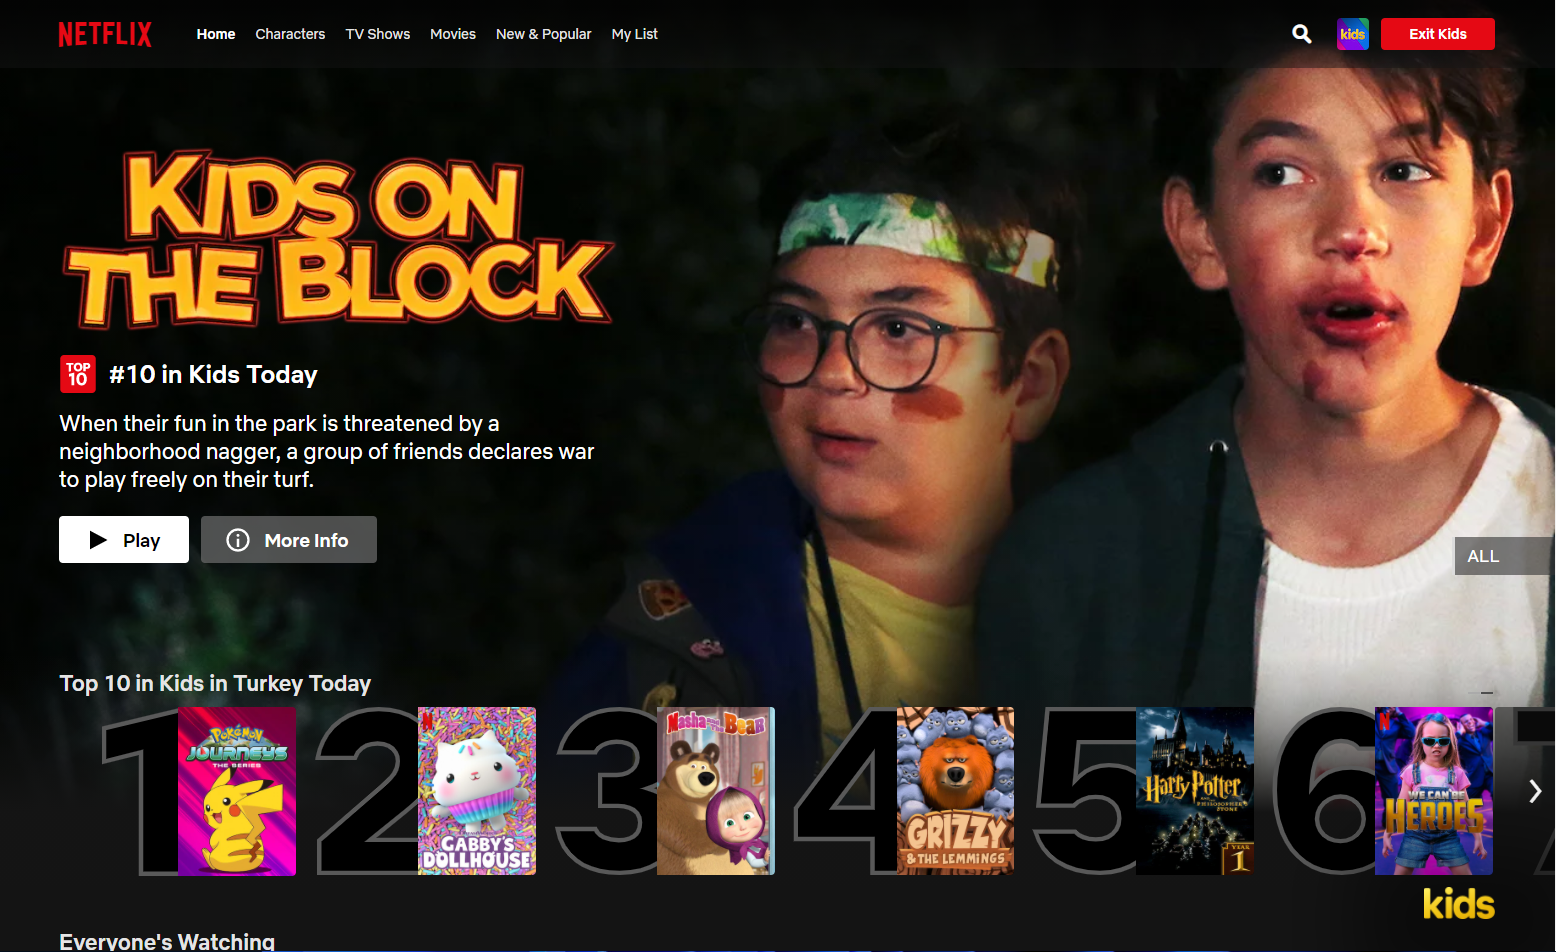 NETFLIX
Home Characters TV Shows Movies New & Popular My List
kids Exit Kids
KIDS ON
THE BLOCK
TOP
10
#10 in Kids Today
When their fun in the park is threatened by a
neighborhood nagger, a group of friends declares war
to play freely on their turf.
Play More Info
ALL
Top 10 in Kids in Turkey Today
1
POKéMON
JOURNEYS
THE SERIES
2
N
GABBY'S
DOLLHOUSE
3
Masha and the Bear
4
GRIZZY
& THE LEMMINGS
5
Harry Potter
AND THE
PHILOSOPHER'S
STONE
YEAR
1
6
N
WE CAN BE
HEROES
7
kids
Everyone's Watching